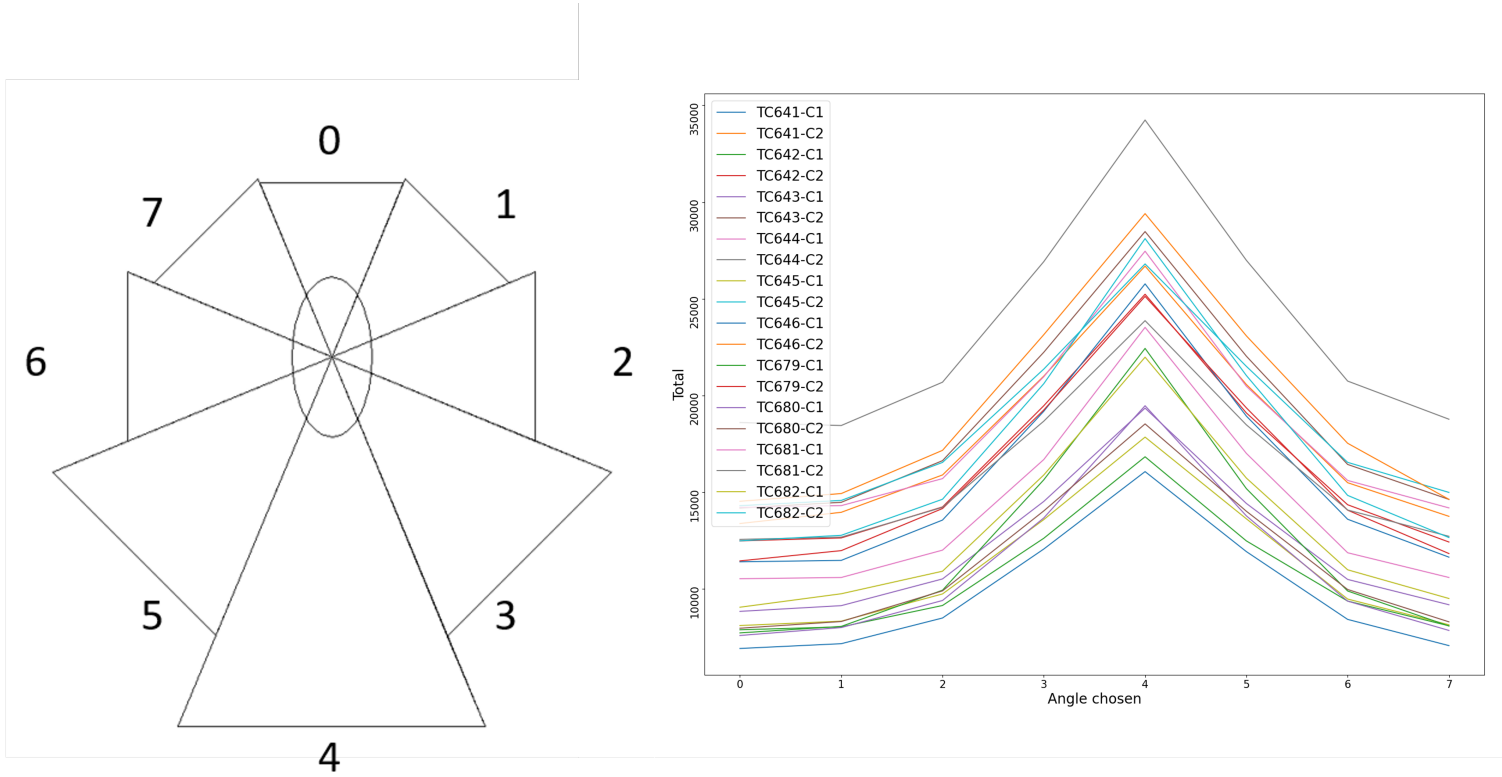 0
7
1
6
2
5
3
4
Total
35000
30000
25000
20000
15000
10000
TC641-C1
TC641-C2
TC642-C1
TC642-C2
TC643-C1
TC643-C2
TC644-C1
TC644-C2
TC645-C1
TC645-C2
TC646-C1
TC646-C2
TC679-C1
TC679-C2
TC680-C1
TC680-C2
TC681-C1
TC681-C2
TC682-C1
TC682-C2
0 1 2 3 4 5 6 7
Angle chosen